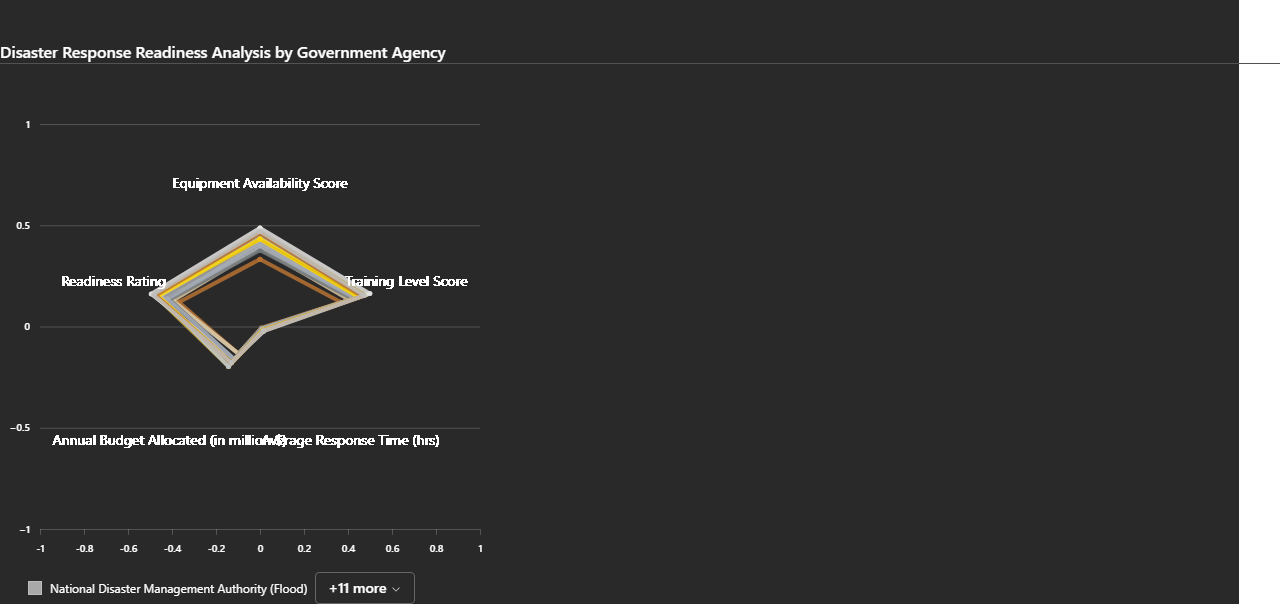 Disaster Response Readiness Analysis by Government Agency
1
Equipment Availability Score
0.5
Readiness Rating
Training Level Score
0
−0.5
Annual Budget Allocated (in million $)
Average Response Time (hrs)
−1
-1 -0.8 -0.6 -0.4 -0.2 0 0.2 0.4 0.6 0.8 1
National Disaster Management Authority (Flood) +11 more